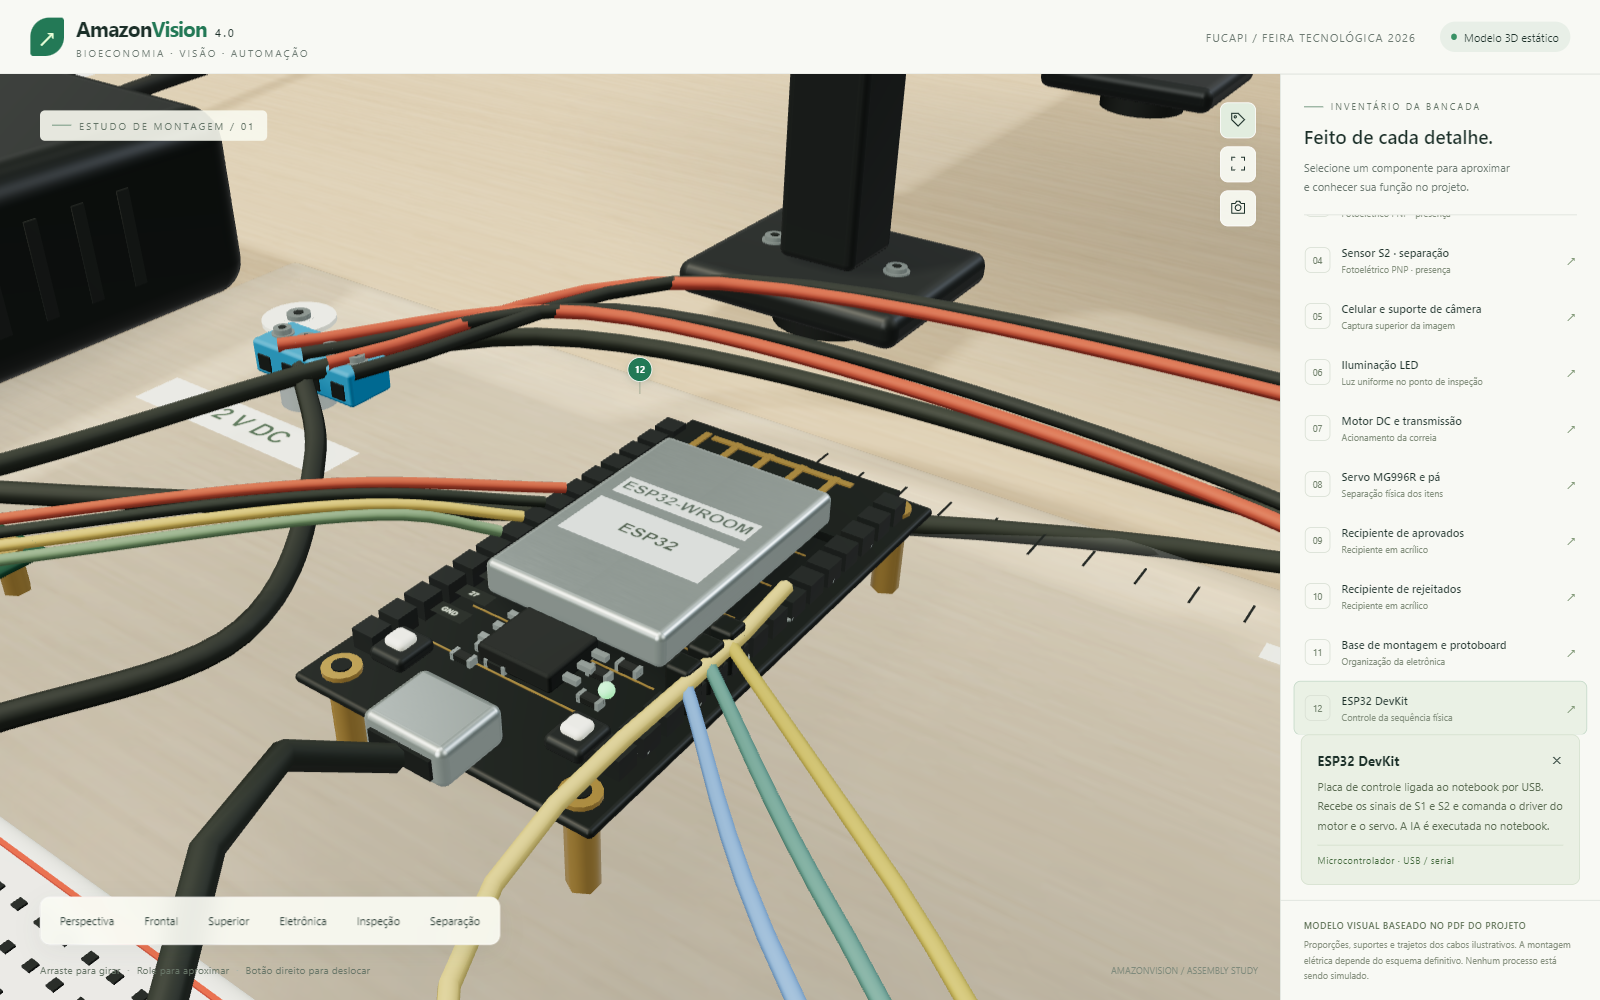 AmazonVision 4.0
BIOECONOMIA · VISÃO · AUTOMAÇÃO
FUCAPI / FEIRA TECNOLÓGICA 2026
Modelo 3D estático
ESTUDO DE MONTAGEM / 01
2 V DC
12
ESP32-WROOM
ESP32
27
GND
Perspectiva
Frontal
Superior
Eletrônica
Inspeção
Separação
Arraste para girar · Role para aproximar
Botão direito para deslocar
AMAZONVISION / ASSEMBLY STUDY
INVENTÁRIO DA BANCADA
Feito de cada detalhe.
Selecione um componente para aproximar
e conhecer sua função no projeto.
Fotoelétrico PNP · presença
04
Sensor S2 · separação
Fotoelétrico PNP · presença
05
Celular e suporte de câmera
Captura superior da imagem
06
Iluminação LED
Luz uniforme no ponto de inspeção
07
Motor DC e transmissão
Acionamento da correia
08
Servo MG996R e pá
Separação física dos itens
09
Recipiente de aprovados
Recipiente em acrílico
10
Recipiente de rejeitados
Recipiente em acrílico
11
Base de montagem e protoboard
Organização da eletrônica
12
ESP32 DevKit
Controle da sequência física
ESP32 DevKit
Placa de controle ligada ao notebook por USB.
Recebe os sinais de S1 e S2 e comanda o driver do
motor e o servo. A IA é executada no notebook.
Microcontrolador · USB / serial
MODELO VISUAL BASEADO NO PDF DO PROJETO
Proporções, suportes e trajetos dos cabos ilustrativos. A montagem
elétrica depende do esquema definitivo. Nenhum processo está
sendo simulado.